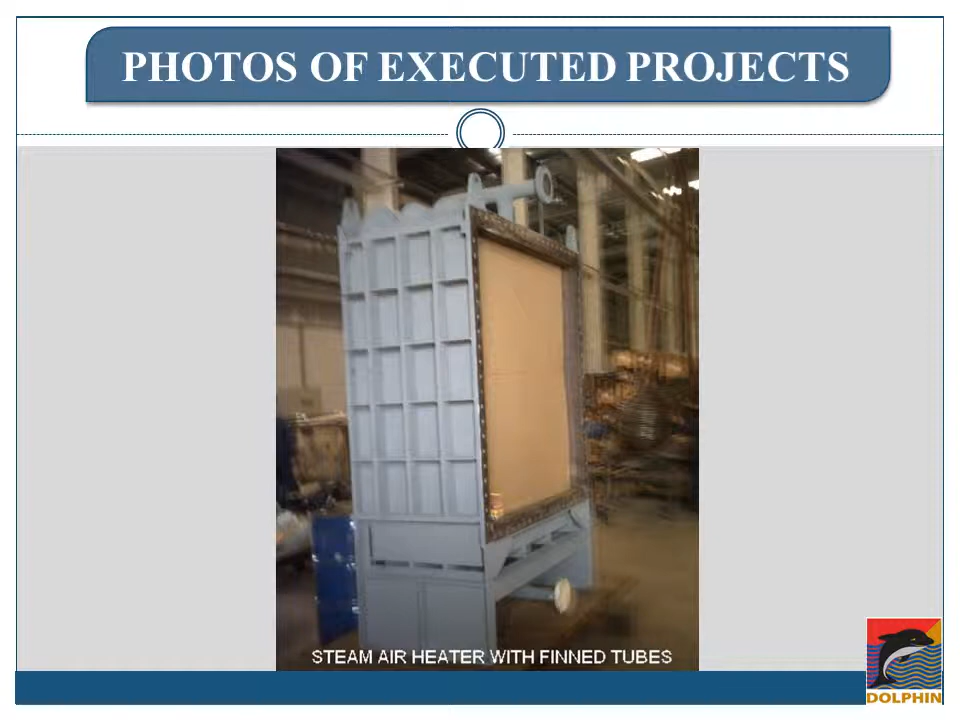 PHOTOS OF EXECUTED PROJECTS
STEAM AIR HEATER WITH FINNED TUBES
DOLPHIN